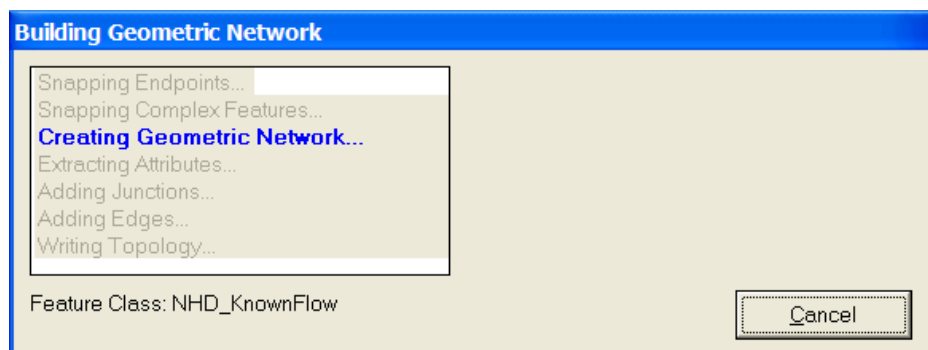 Building Geometric Network
Snapping Endpoints...
Snapping Complex Features...
Creating Geometric Network...
Extracting Attributes...
Adding Junctions...
Adding Edges...
Writing Topology...
Feature Class: NHD_KnownFlow
Cancel